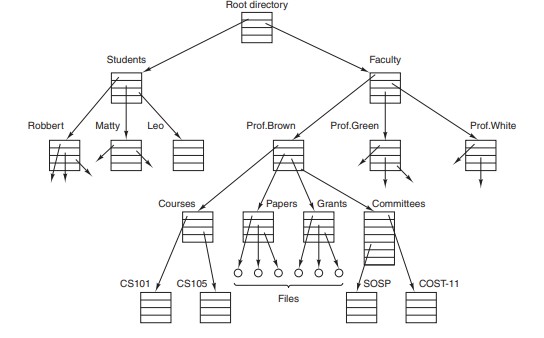 Root directory
Students
Faculty
Robbert
Matty
Leo
Prof.Brown
Prof.Green
Prof.White
Courses
Papers
Grants
Committees
CS101
CS105
SOSP
COST-11
Files